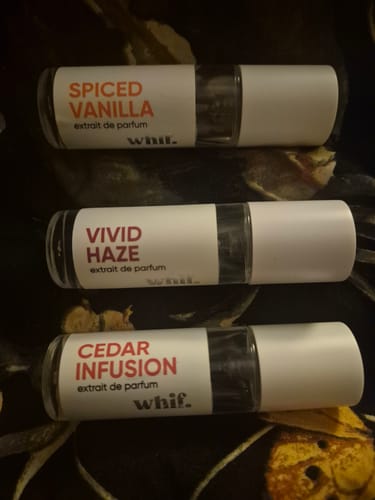 SPICED
VANILLA
extrait de parfum
whif.
VIVID
HAZE
extrait de parfum
whif.
CEDAR
INFUSION
extrait de parfum
whif.